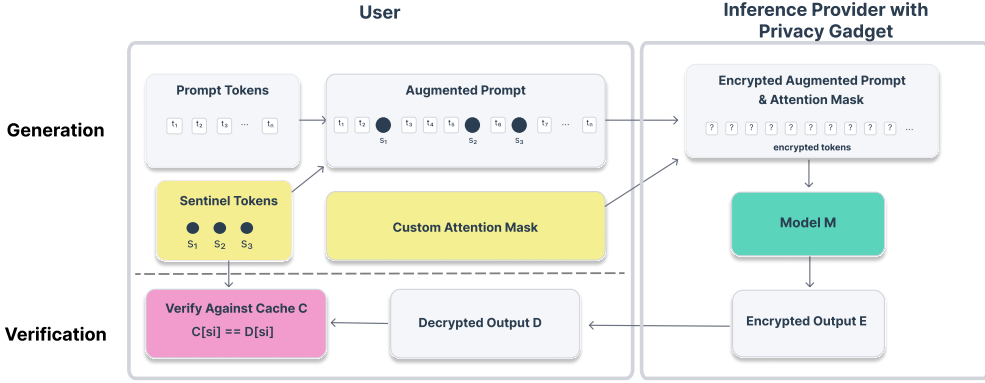 User
Inference Provider with
Privacy Gadget
Generation
Prompt Tokens
t₁ t₂ t₃ ... tₙ
Augmented Prompt
t₁ t₂ t₃ t₄ t₅ t₆ t₇ ... tₙ
s₁ s₂ s₃
Encrypted Augmented Prompt
& Attention Mask
? ? ? ? ? ? ? ? ? ? ...
encrypted tokens
Sentinel Tokens
s₁ s₂ s₃
Custom Attention Mask
Model M
Verification
Verify Against Cache C
C[si] == D[si]
Decrypted Output D
Encrypted Output E